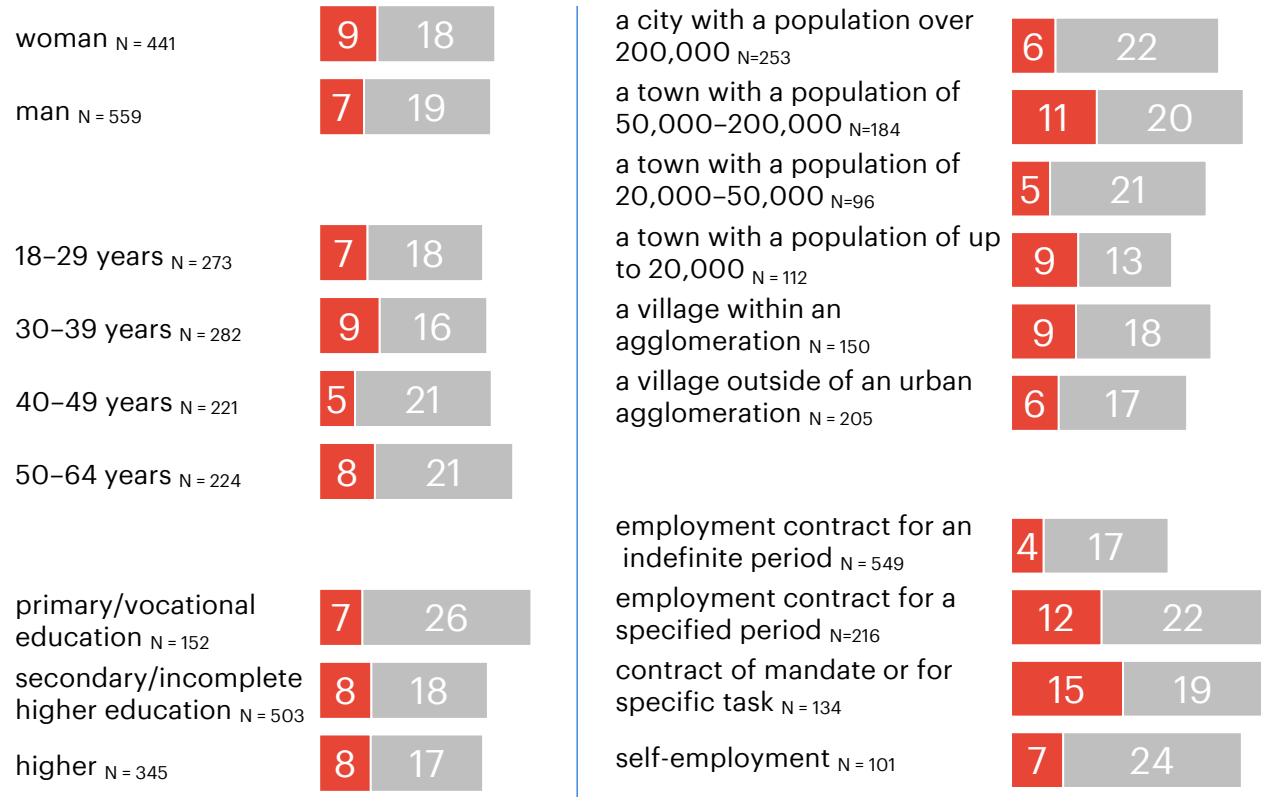 woman N = 441
9 18
man N = 559
7 19
18–29 years N = 273
7 18
30–39 years N = 282
9 16
40–49 years N = 221
5 21
50–64 years N = 224
8 21
primary/vocational
education N = 152
7 26
secondary/incomplete
higher education N = 503
8 18
higher N = 345
8 17
a city with a population over
200,000 N=253
6 22
a town with a population of
50,000–200,000 N=184
11 20
a town with a population of
20,000–50,000 N=96
5 21
a town with a population of up
to 20,000 N = 112
9 13
a village within an
agglomeration N = 150
9 18
a village outside of an urban
agglomeration N = 205
6 17
employment contract for an
indefinite period N = 549
4 17
employment contract for a
specified period N=216
12 22
contract of mandate or for
specific task N = 134
15 19
self-employment N = 101
7 24